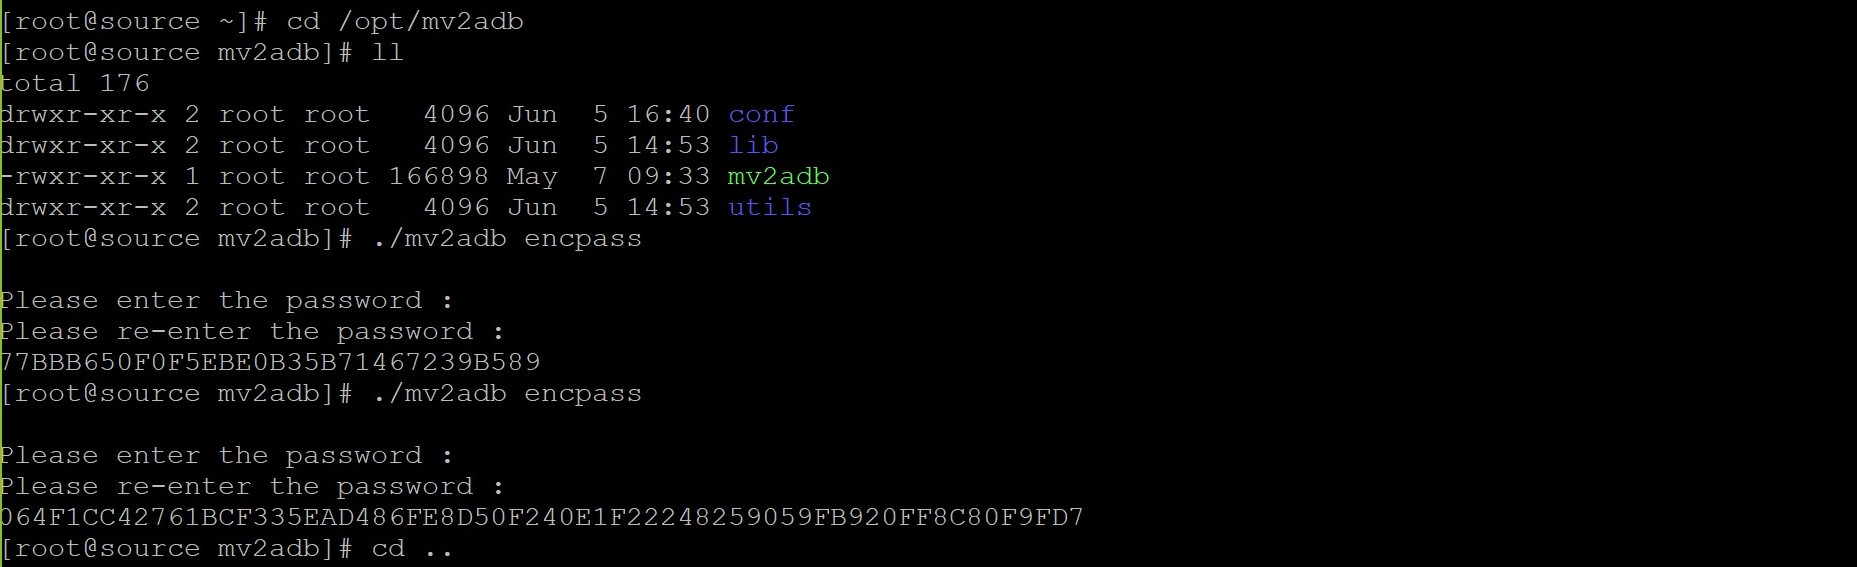 [root@source ~]# cd /opt/mv2adb
[root@source mv2adb]# ll
total 176
drwxr-xr-x 2 root root   4096 Jun  5 16:40 conf
drwxr-xr-x 2 root root   4096 Jun  5 14:53 lib
-rwxr-xr-x 1 root root 166898 May  7 09:33 mv2adb
drwxr-xr-x 2 root root   4096 Jun  5 14:53 utils
[root@source mv2adb]# ./mv2adb encpass
Please enter the password :
Please re-enter the password :
77BBB650F0F5EBE0B35B71467239B589
[root@source mv2adb]# ./mv2adb encpass
Please enter the password :
Please re-enter the password :
064F1CC42761BCF335EAD486FE8D50F240E1F22248259059FB920FF8C80F9FD7
[root@source mv2adb]# cd ..